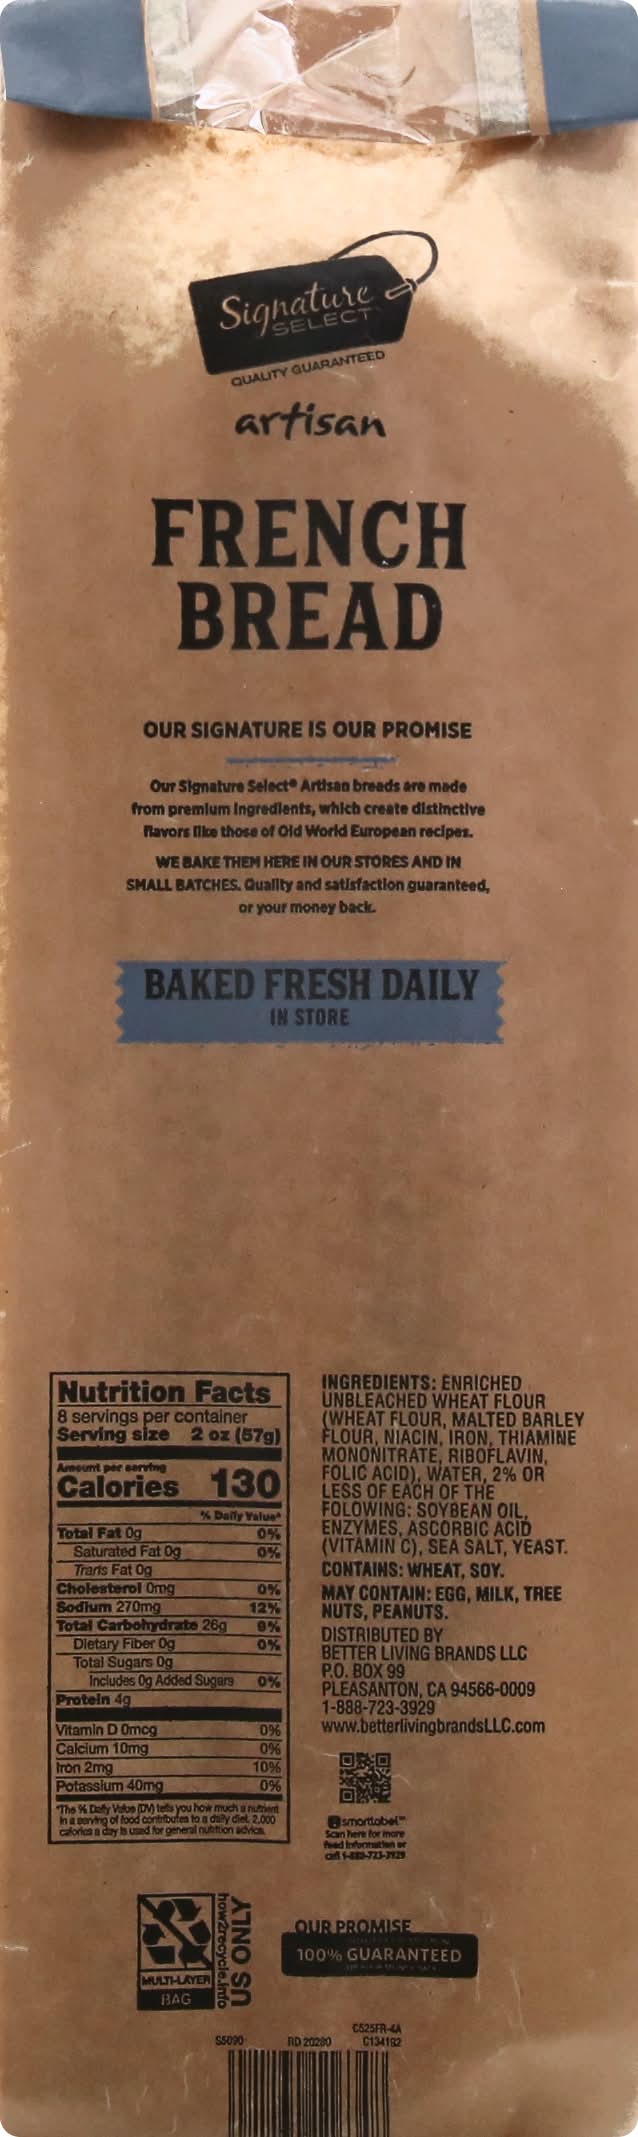 Signature
SELECT
QUALITY GUARANTEED
artisan
FRENCH
BREAD
OUR SIGNATURE IS OUR PROMISE
Our Signature Select® Artisan breads are made
from premium ingredients, which create distinctive
flavors like those of Old World European recipes.
WE BAKE THEM HERE IN OUR STORES AND IN
SMALL BATCHES. Quality and satisfaction guaranteed,
or your money back.
BAKED FRESH DAILY
IN STORE
Nutrition Facts
8 servings per container
Serving size 2 oz (57g)
Amount per serving
Calories 130
% Daily Value*
Total Fat 0g 0%
Saturated Fat 0g 0%
Trans Fat 0g
Cholesterol 0mg 0%
Sodium 270mg 12%
Total Carbohydrate 26g 9%
Dietary Fiber 0g 0%
Total Sugars 0g
Includes 0g Added Sugars 0%
Protein 4g
Vitamin D 0mcg 0%
Calcium 10mg 0%
Iron 2mg 10%
Potassium 40mg 0%
*The % Daily Value (DV) tells you how much a nutrient
in a serving of food contributes to a daily diet. 2,000
calories a day is used for general nutrition advice.
INGREDIENTS: ENRICHED
UNBLEACHED WHEAT FLOUR
(WHEAT FLOUR, MALTED BARLEY
FLOUR, NIACIN, IRON, THIAMINE
MONONITRATE, RIBOFLAVIN,
FOLIC ACID), WATER, 2% OR
LESS OF EACH OF THE
FOLOWING: SOYBEAN OIL,
ENZYMES, ASCORBIC ACID
(VITAMIN C), SEA SALT, YEAST.
CONTAINS: WHEAT, SOY.
MAY CONTAIN: EGG, MILK, TREE
NUTS, PEANUTS.
DISTRIBUTED BY
BETTER LIVING BRANDS LLC
P.O. BOX 99
PLEASANTON, CA 94566-0009
1-888-723-3929
www.betterlivingbrandsLLC.com
smartlabel™
Scan here for more
food information or
call 1-888-723-3929
MULTI-LAYER
BAG
how2recycle.info
US ONLY
OUR PROMISE
100% GUARANTEED
C525FR-4A
S5090 RD 20280 C134192